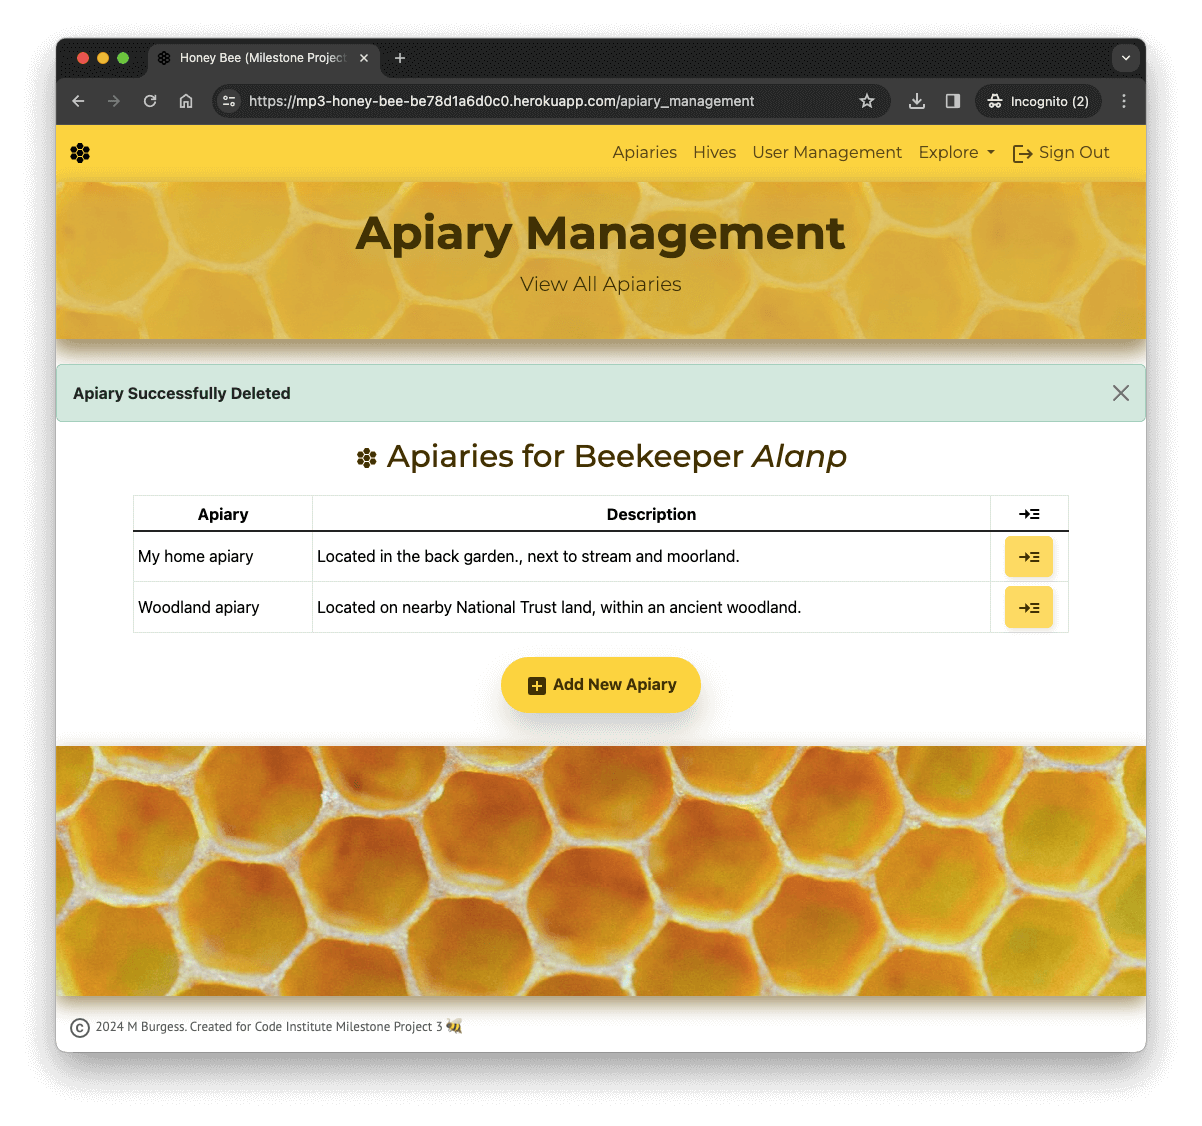 Honey Bee (Milestone Project
https://mp3-honey-bee-be78d1a6d0c0.herokuapp.com/apiary_management
Incognito (2)
Apiaries Hives User Management Explore Sign Out
Apiary Management
View All Apiaries
Apiary Successfully Deleted
Apiaries for Beekeeper Alanp
Apiary Description
My home apiary Located in the back garden., next to stream and moorland.
Woodland apiary Located on nearby National Trust land, within an ancient woodland.
Add New Apiary
© 2024 M Burgess. Created for Code Institute Milestone Project 3 🐝